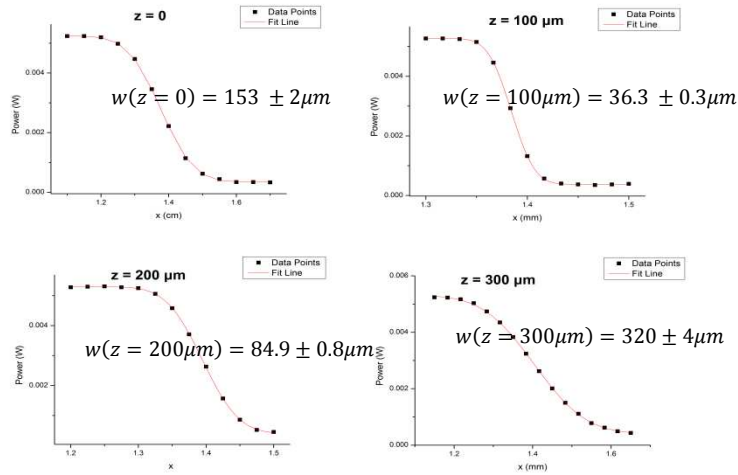 z = 0
Data Points
Fit Line
w(z = 0) = 153 ± 2μm
Power (W)
0.004
0.002
0.000
1.2
1.4
1.6
x (cm)
z = 100 μm
Data Points
Fit Line
w(z = 100μm) = 36.3 ± 0.3μm
Power (W)
0.004
0.002
0.000
1.3
1.4
1.5
x (mm)
z = 200 μm
Data Points
Fit Line
w(z = 200μm) = 84.9 ± 0.8μm
Power (W)
0.004
0.002
1.2
1.3
1.4
1.5
x
z = 300 μm
Data Points
Fit Line
w(z = 300μm) = 320 ± 4μm
Power (W)
0.006
0.004
0.002
0.000
1.2
1.4
1.6
x (mm)